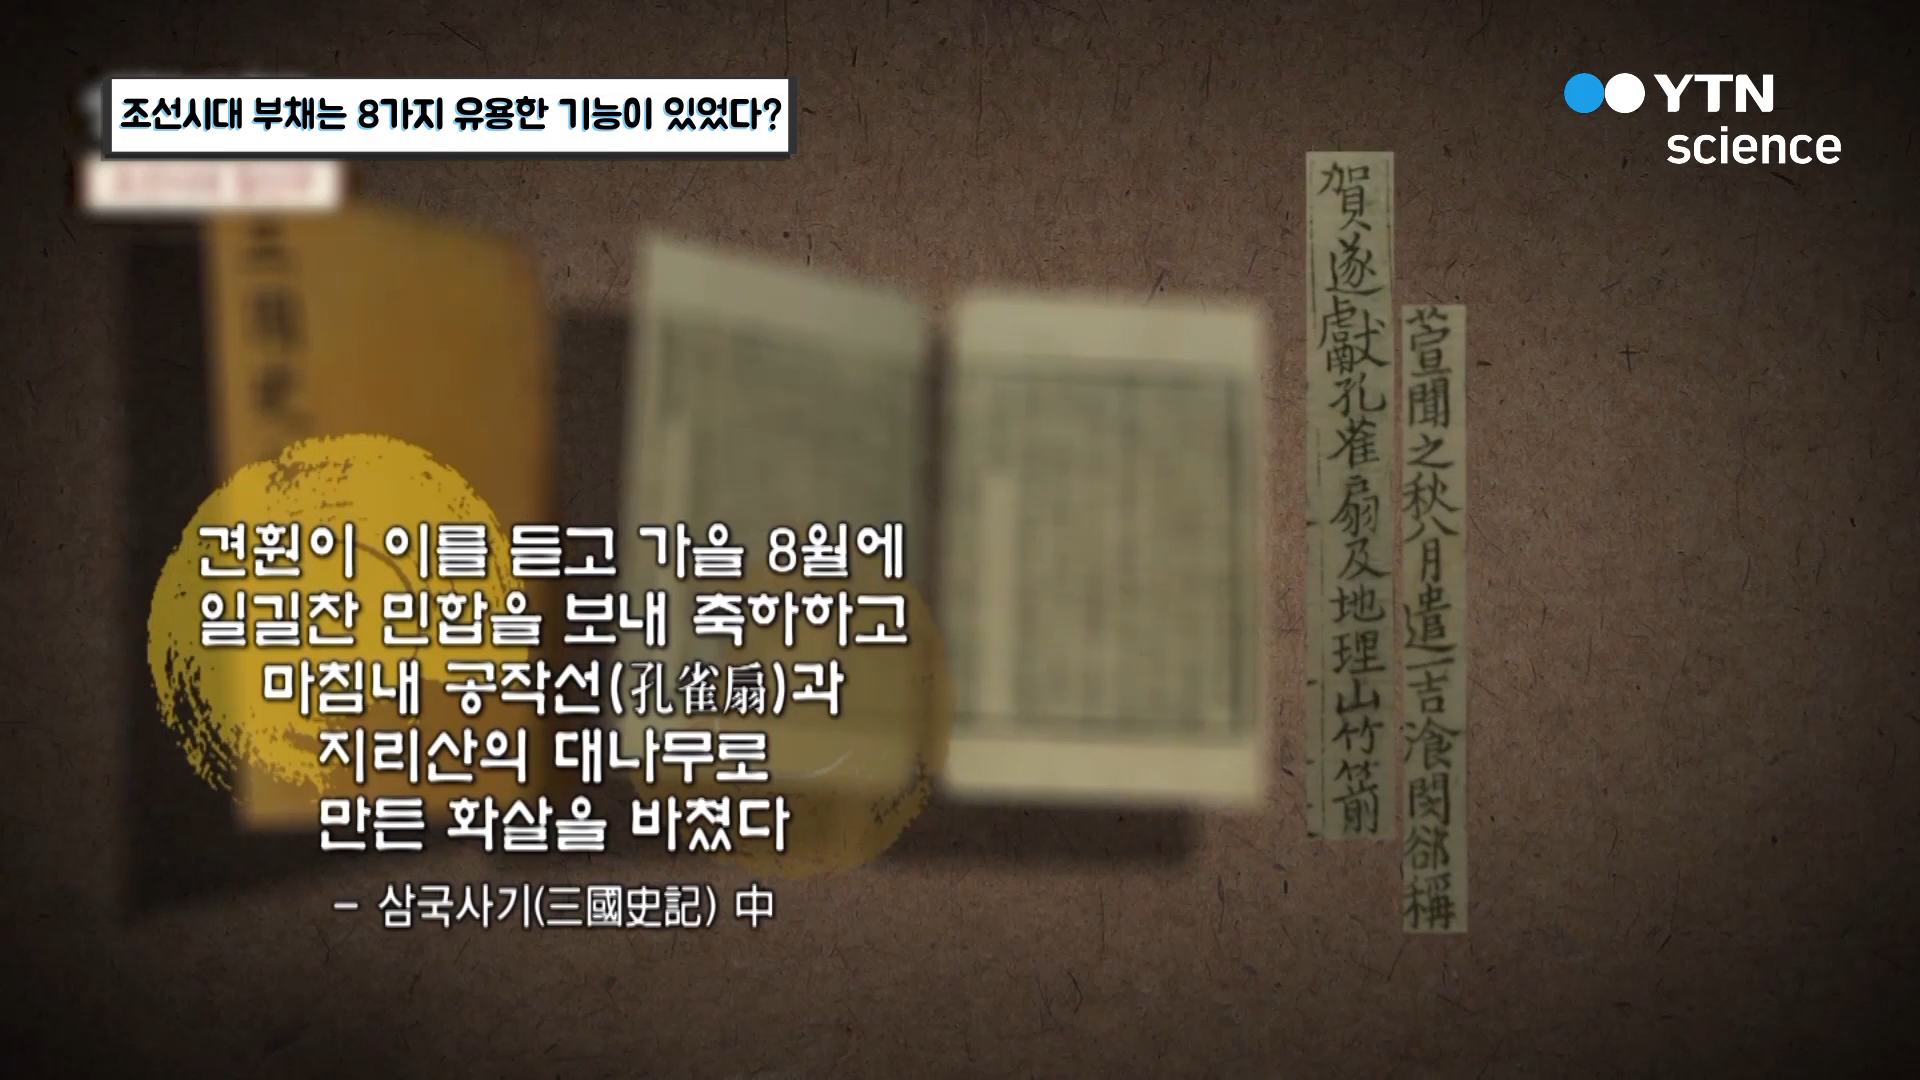 조선시대 부채는 8가지 유용한 기능이 있었다?
YTN
science
견훤이 이를 듣고 가을 8월에
일길찬 민합을 보내 축하하고
마침내 공작선(孔雀扇)과
지리산의 대나무로
만든 화살을 바쳤다
- 삼국사기(三國史記) 中
萱聞之秋八月遣一吉湌閔郤稱
賀遂獻孔雀扇及地理山竹箭